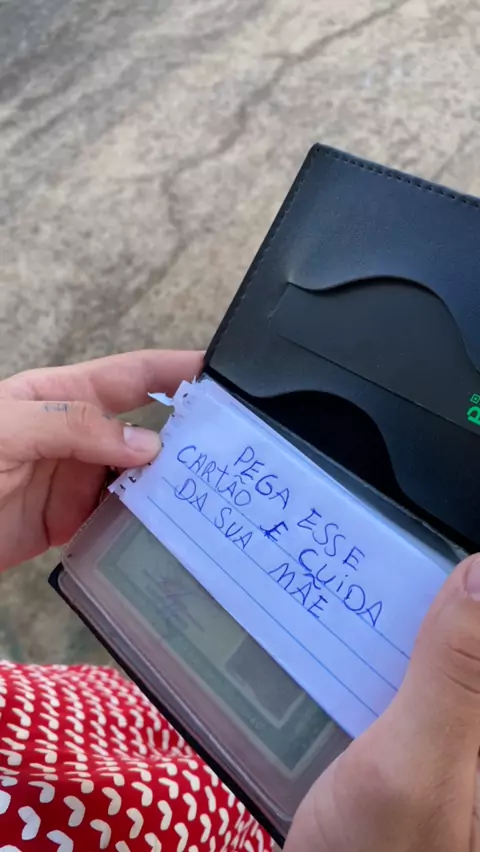 PEGA ESSE
CARTÃO E CUIDA
DA SUA MÃE